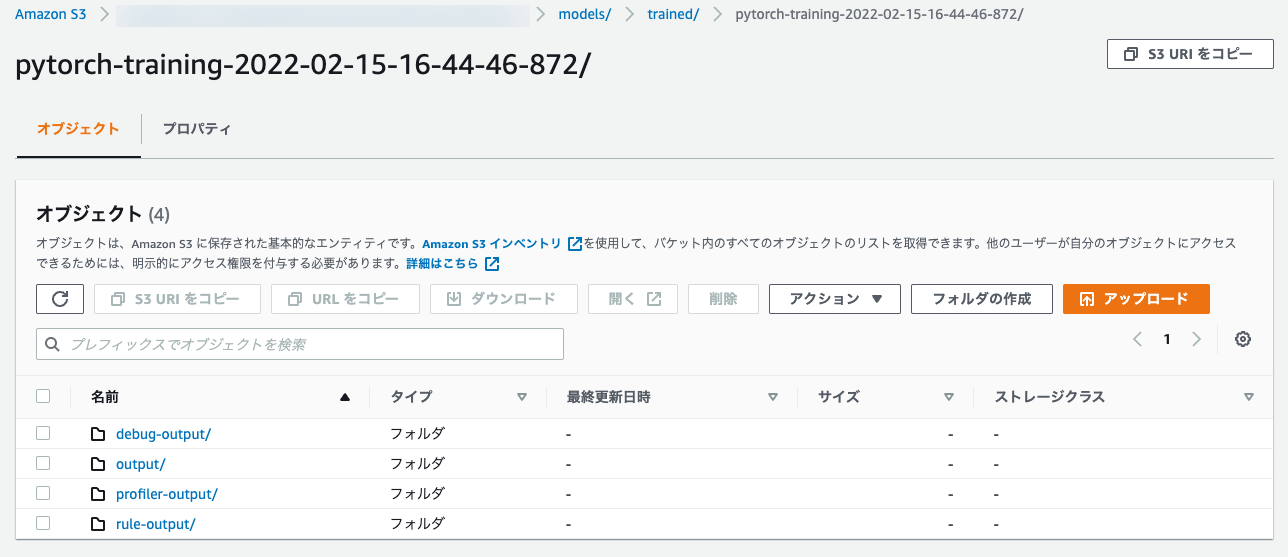 Amazon S3 models/ trained/ pytorch-training-2022-02-15-16-44-46-872/
pytorch-training-2022-02-15-16-44-46-872/
S3 URI をコピー
オブジェクト プロパティ
オブジェクト (4)
オブジェクトは、Amazon S3 に保存された基本的なエンティティです。Amazon S3 インベントリ を使用して、バケット内のすべてのオブジェクトのリストを取得できます。他のユーザーが自分のオブジェクトにアクセス
できるためには、明示的にアクセス権限を付与する必要があります。詳細はこちら
S3 URI をコピー URL をコピー ダウンロード 開く 削除 アクション ▼ フォルダの作成 アップロード
プレフィックスでオブジェクトを検索
1
名前 タイプ 最終更新日時 サイズ ストレージクラス
debug-output/ フォルダ - - -
output/ フォルダ - - -
profiler-output/ フォルダ - - -
rule-output/ フォルダ - - -